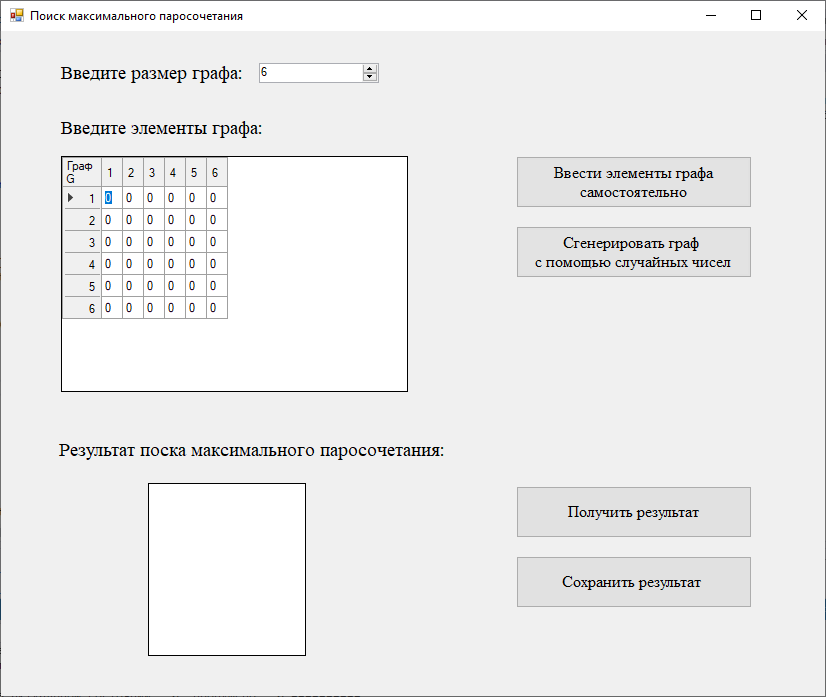 Поиск максимального паросочетания
Введите размер графа: 6
Введите элементы графа:
Граф G 1 2 3 4 5 6
1 0 0 0 0 0 0
2 0 0 0 0 0 0
3 0 0 0 0 0 0
4 0 0 0 0 0 0
5 0 0 0 0 0 0
6 0 0 0 0 0 0
Ввести элементы графа
самостоятельно
Сгенерировать граф
с помощью случайных чисел
Результат поска максимального паросочетания:
Получить результат
Сохранить результат